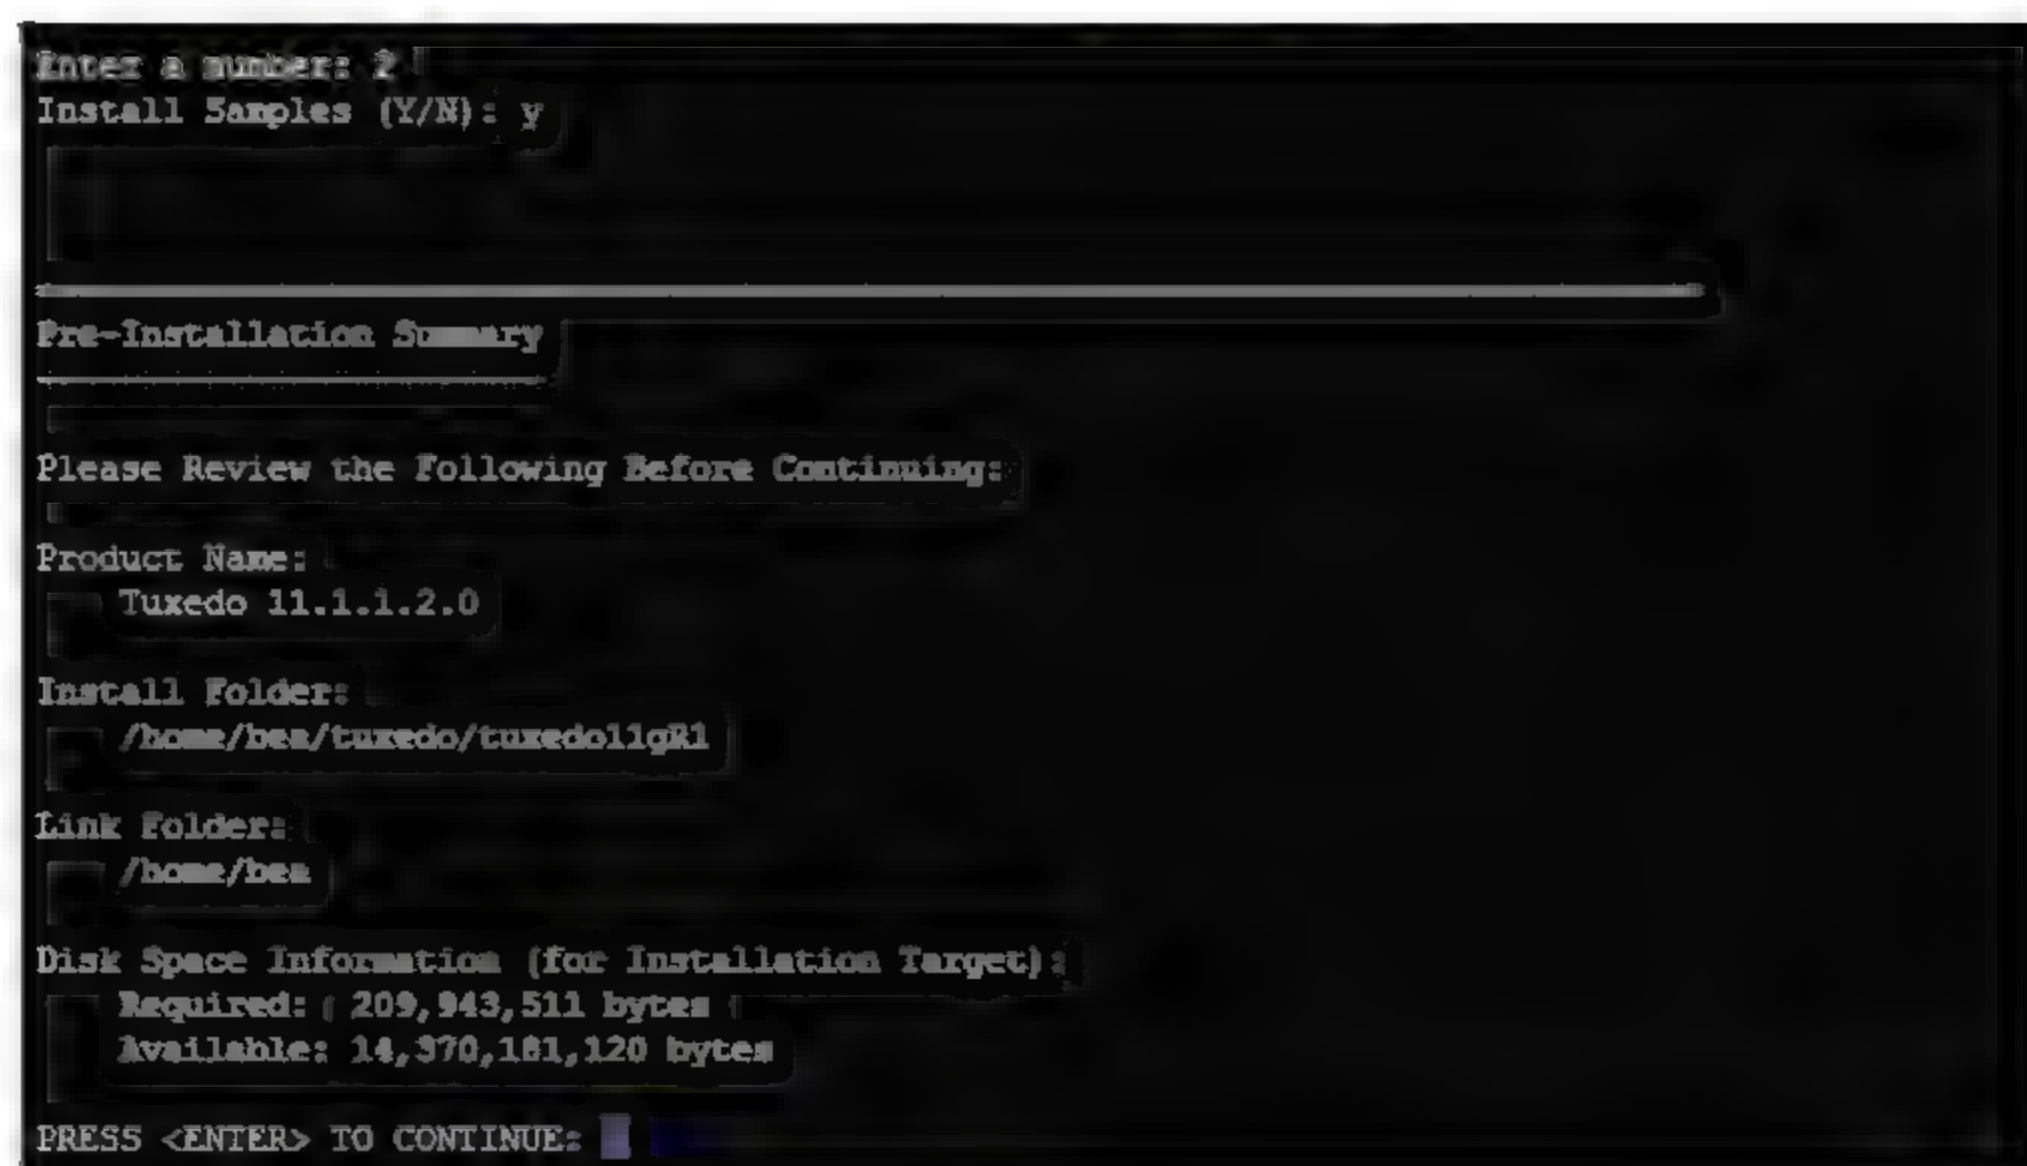 Enter a number: 2
Install Samples (Y/N): y
===============================================================================
Pre-Installation Summary
------------------------
Please Review the Following Before Continuing:
Product Name:
Tuxedo 11.1.1.2.0
Install Folder:
/home/bea/tuxedo/tuxedo11gR1
Link Folder:
/home/bea
Disk Space Information (for Installation Target):
Required: 209,943,511 bytes
Available: 14,370,181,120 bytes
PRESS <ENTER> TO CONTINUE: